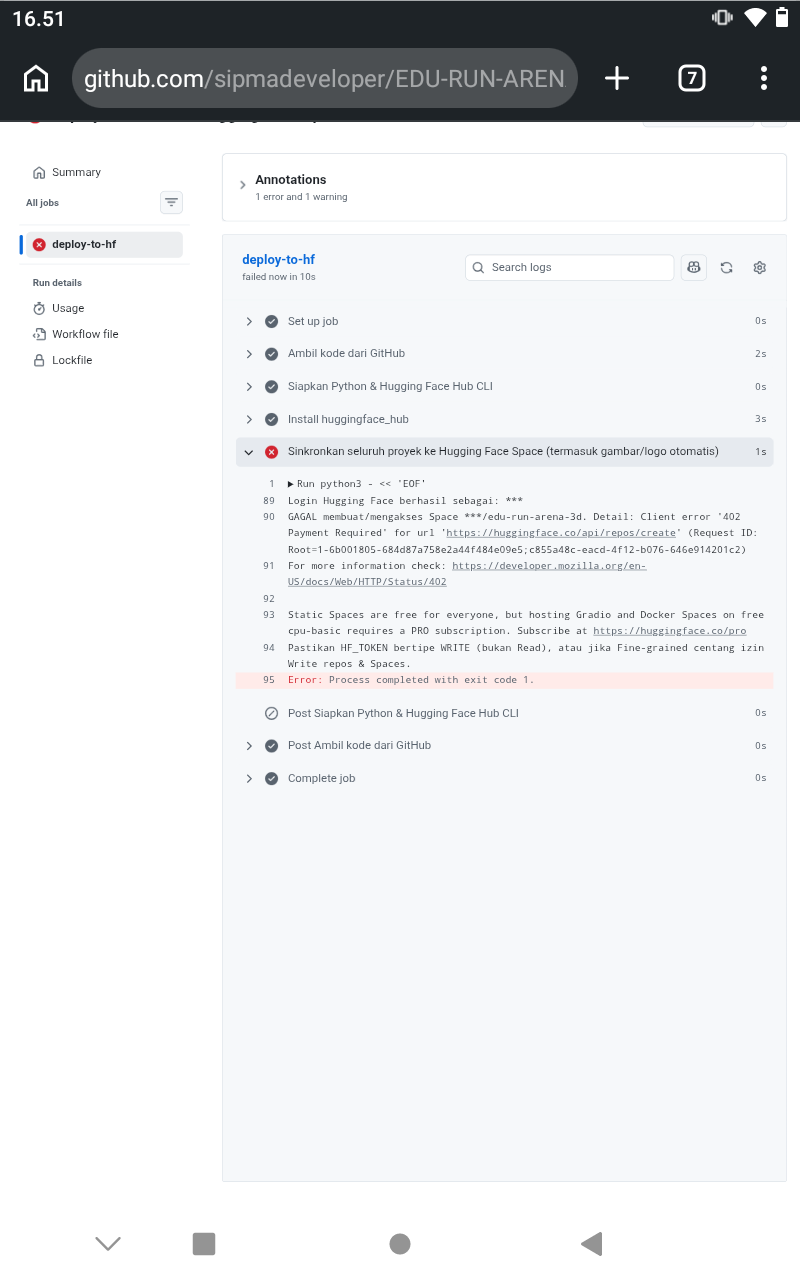 16.51
github.com/sipmadeveloper/EDU-RUN-AREN
7
Summary
All jobs
deploy-to-hf
Run details
Usage
Workflow file
Lockfile
Annotations
1 error and 1 warning
deploy-to-hf
failed now in 10s
Search logs
Set up job 0s
Ambil kode dari GitHub 2s
Siapkan Python & Hugging Face Hub CLI 0s
Install huggingface_hub 3s
Sinkronkan seluruh proyek ke Hugging Face Space (termasuk gambar/logo otomatis) 1s
1 ▶ Run python3 - << 'EOF'
89 Login Hugging Face berhasil sebagai: ***
90 GAGAL membuat/mengakses Space ***/edu-run-arena-3d. Detail: Client error '402
Payment Required' for url 'https://huggingface.co/api/repos/create' (Request ID:
Root=1-6b001805-684d87a758e2a44f484e09e5;c855a48c-eacd-4f12-b076-646e914201c2)
91 For more information check: https://developer.mozilla.org/en-
US/docs/Web/HTTP/Status/402
92
93 Static Spaces are free for everyone, but hosting Gradio and Docker Spaces on free
cpu-basic requires a PRO subscription. Subscribe at https://huggingface.co/pro
94 Pastikan HF_TOKEN bertipe WRITE (bukan Read), atau jika Fine-grained centang izin
Write repos & Spaces.
95 Error: Process completed with exit code 1.
Post Siapkan Python & Hugging Face Hub CLI 0s
Post Ambil kode dari GitHub 0s
Complete job 0s